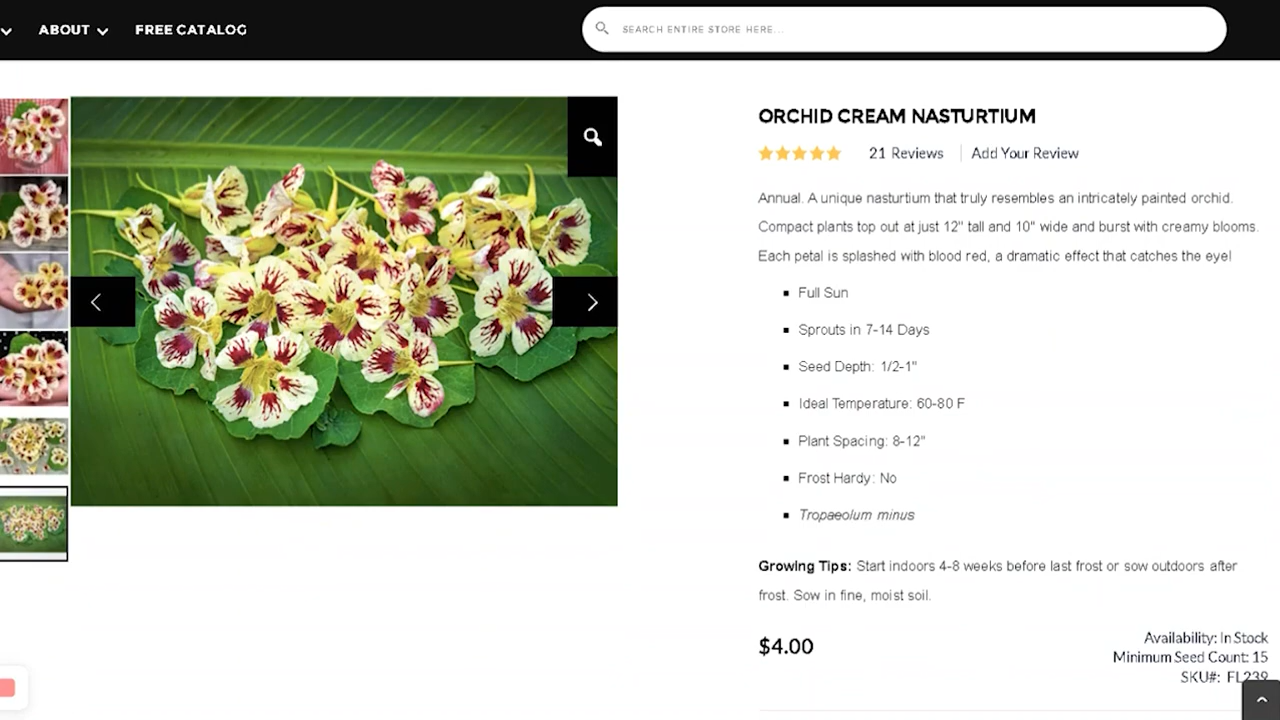 ABOUT
FREE CATALOG
SEARCH ENTIRE STORE HERE...
ORCHID CREAM NASTURTIUM
21 Reviews
Add Your Review
Annual. A unique nasturtium that truly resembles an intricately painted orchid.
Compact plants top out at just 12" tall and 10" wide and burst with creamy blooms.
Each petal is splashed with blood red, a dramatic effect that catches the eye!
Full Sun
Sprouts in 7-14 Days
Seed Depth: 1/2-1"
Ideal Temperature: 60-80 F
Plant Spacing: 8-12"
Frost Hardy: No
Tropaeolum minus
Growing Tips: Start indoors 4-8 weeks before last frost or sow outdoors after
frost. Sow in fine, moist soil.
$4.00
Availability: In Stock
Minimum Seed Count: 15
SKU#: FL239